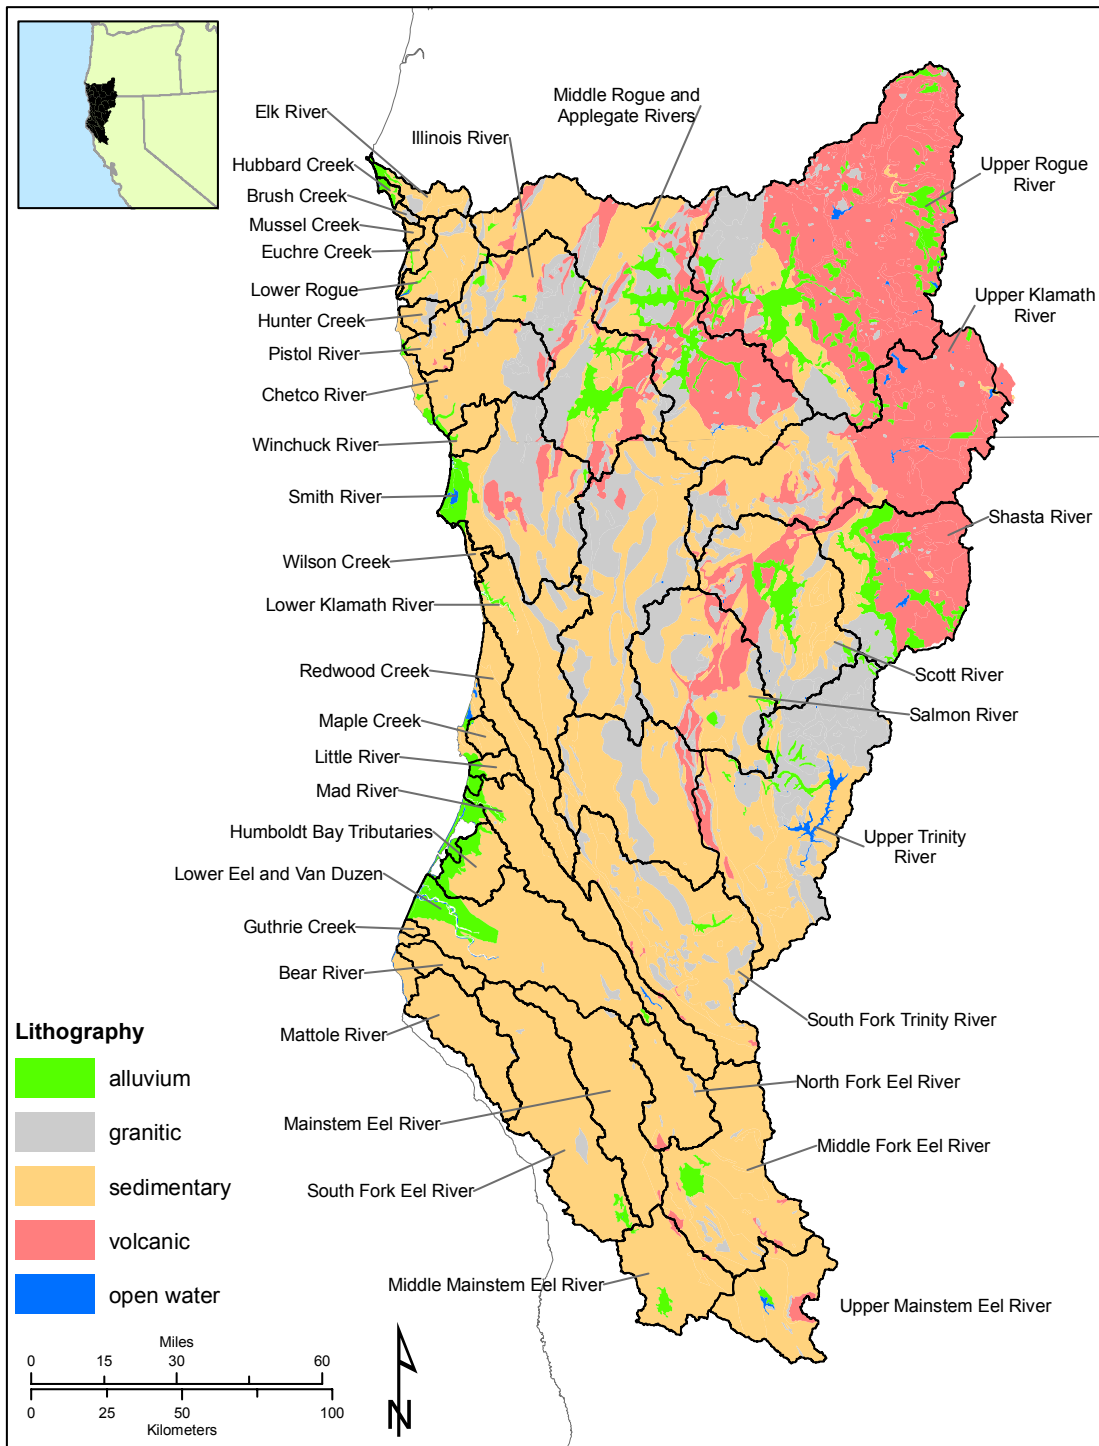 Elk River
Hubbard Creek
Brush Creek
Mussel Creek
Euchre Creek
Lower Rogue
Hunter Creek
Pistol River
Chetco River
Winchuck River
Smith River
Wilson Creek
Lower Klamath River
Redwood Creek
Maple Creek
Little River
Mad River
Humboldt Bay Tributaries
Lower Eel and Van Duzen
Guthrie Creek
Bear River
Mattole River
Mainstem Eel River
South Fork Eel River
Middle Mainstem Eel River
Illinois River
Middle Rogue and
Applegate Rivers
Upper Rogue
River
Upper Klamath
River
Shasta River
Scott River
Salmon River
Upper Trinity
River
South Fork Trinity River
North Fork Eel River
Middle Fork Eel River
Upper Mainstem Eel River
Lithography
alluvium
granitic
sedimentary
volcanic
open water
Miles
0 15 30 60
0 25 50 100
Kilometers
N